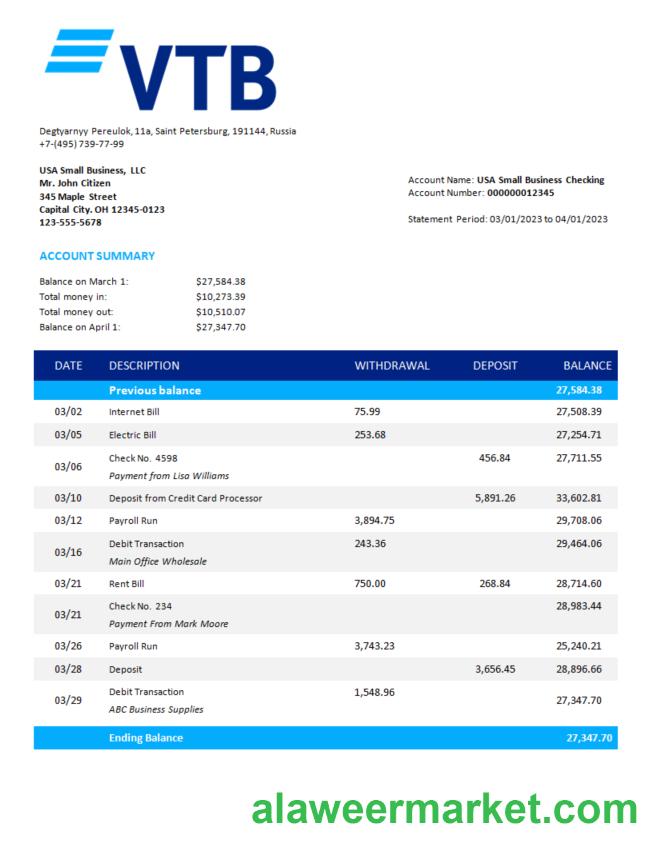 VTB
Degtyarnyy Pereulok, 11a, Saint Petersburg, 191144, Russia
+7-(495) 739-77-99
USA Small Business, LLC
Mr. John Citizen
345 Maple Street
Capital City. OH 12345-0123
123-555-5678
Account Name: USA Small Business Checking
Account Number: 000000012345
Statement Period: 03/01/2023 to 04/01/2023
ACCOUNT SUMMARY
Balance on March 1: $27,584.38
Total money in: $10,273.39
Total money out: $10,510.07
Balance on April 1: $27,347.70
DATE DESCRIPTION WITHDRAWAL DEPOSIT BALANCE
Previous balance 27,584.38
03/02 Internet Bill 75.99 27,508.39
03/05 Electric Bill 253.68 27,254.71
03/06 Check No. 4598 456.84 27,711.55
Payment from Lisa Williams
03/10 Deposit from Credit Card Processor 5,891.26 33,602.81
03/12 Payroll Run 3,894.75 29,708.06
03/16 Debit Transaction 243.36 29,464.06
Main Office Wholesale
03/21 Rent Bill 750.00 268.84 28,714.60
03/21 Check No. 234 28,983.44
Payment From Mark Moore
03/26 Payroll Run 3,743.23 25,240.21
03/28 Deposit 3,656.45 28,896.66
03/29 Debit Transaction 1,548.96 27,347.70
ABC Business Supplies
Ending Balance 27,347.70
alaweermarket.com